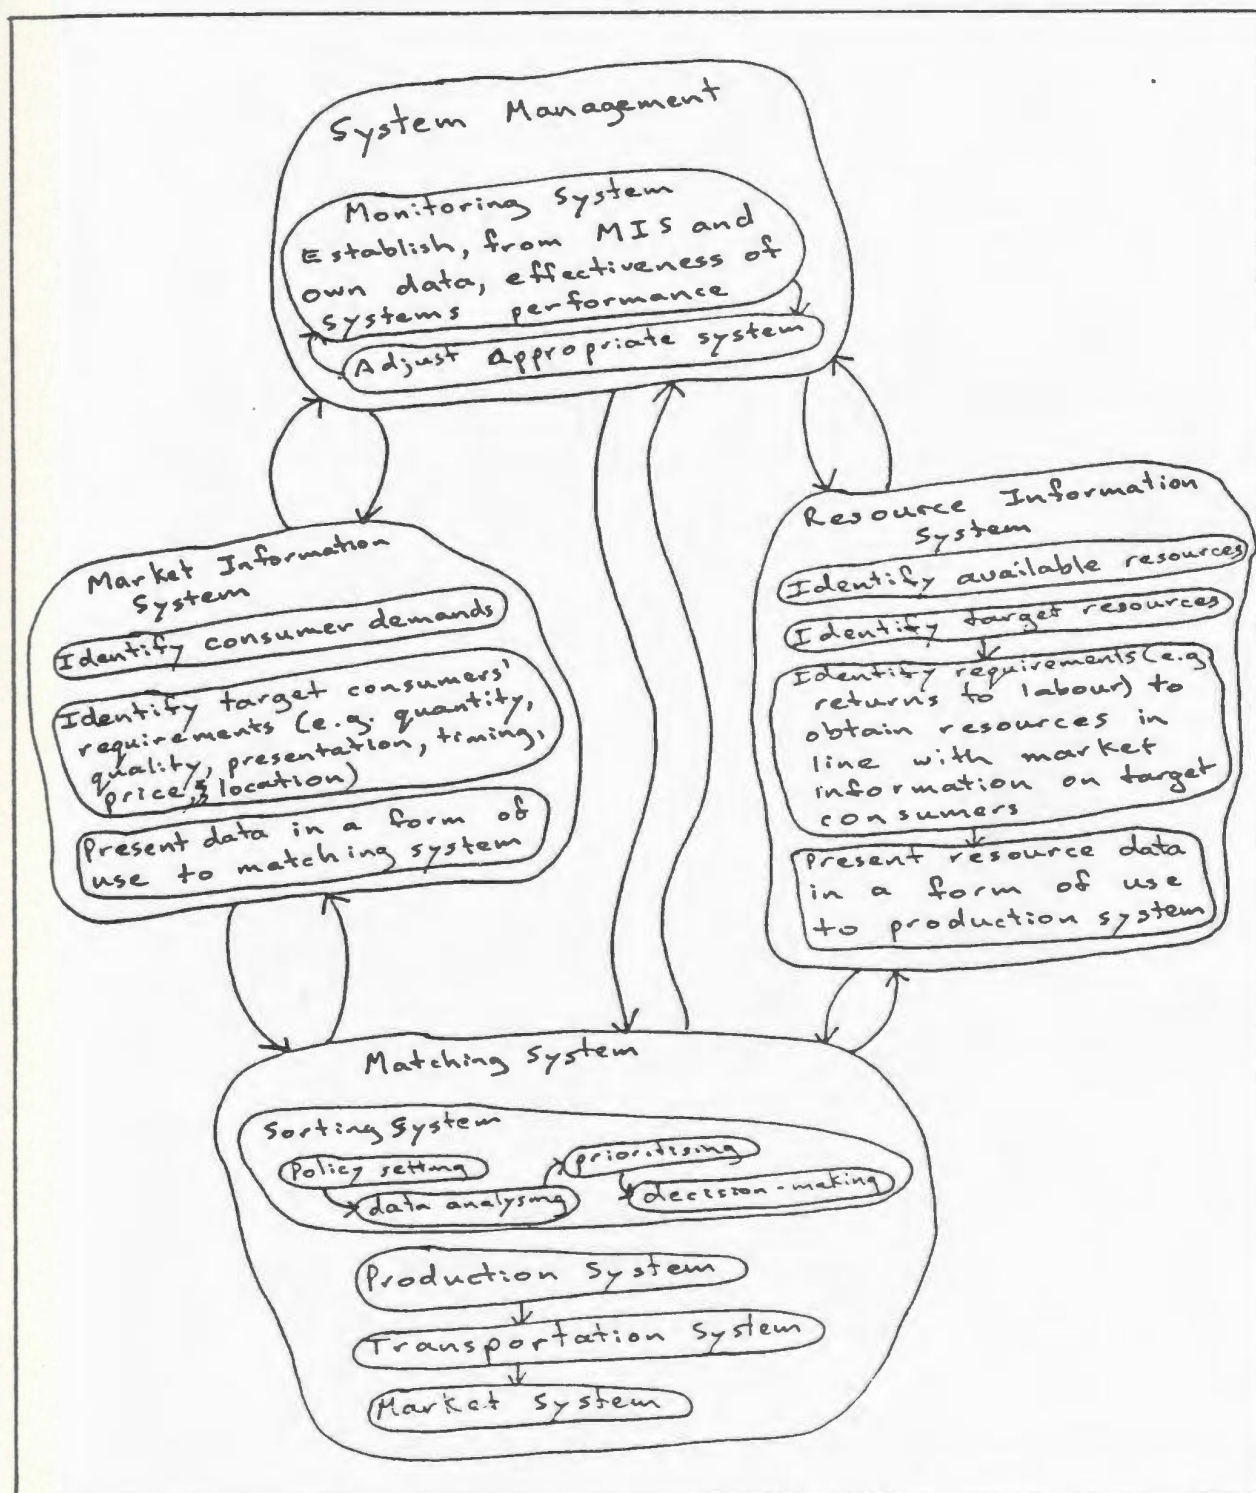 System Management
Monitoring System
Establish, from MIS and
own data, effectiveness of
systems performance
Adjust Appropriate system
Market Information
System
Identify consumer demands
Identify target consumers'
requirements (e.g. quantity,
quality, presentation, timing,
price, & location)
Present data in a form of
use to matching system
Resource Information
System
Identify available resources
Identify target resources
Identify requirements (e.g.
returns to labour) to
obtain resources in
line with market
information on target
consumers
Present resource data
in a form of use
to production system
Matching System
Sorting System
Policy setting
data analysing
prioritising
decision-making
Production System
Transportation System
Market System